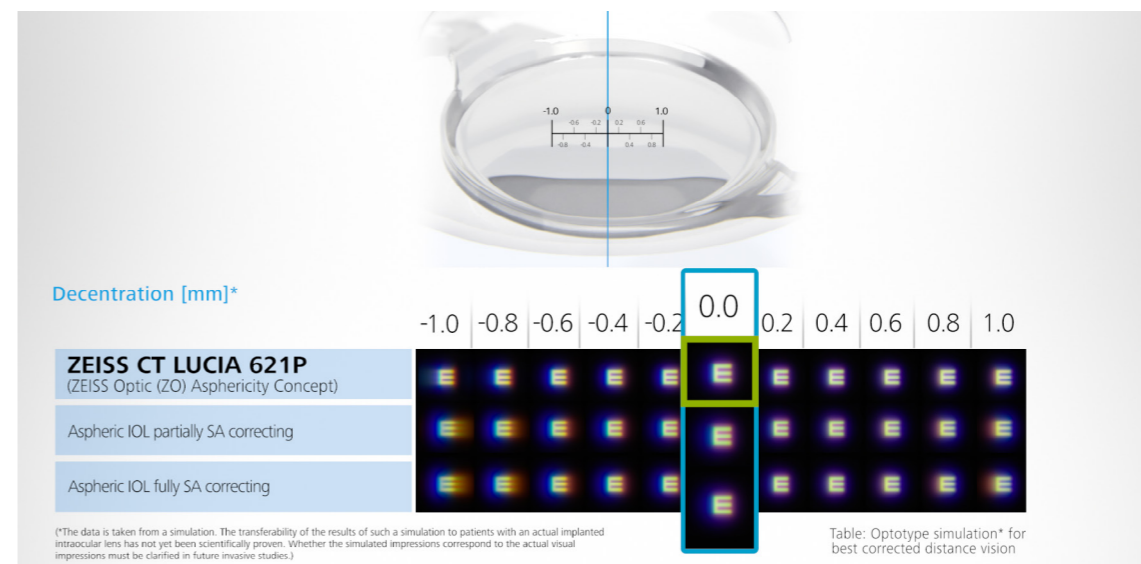 -1.0 0 1.0
-0.6 -0.2 0.2 0.6
-0.8 -0.4 0.4 0.8
Decentration [mm]*
-1.0 -0.8 -0.6 -0.4 -0.2 0.0 0.2 0.4 0.6 0.8 1.0
ZEISS CT LUCIA 621P
(ZEISS Optic (ZO) Asphericity Concept)
E E E E E E E E E E E
Aspheric IOL partially SA correcting
E E E E E E E E E E E
Aspheric IOL fully SA correcting
E E E E E E E E E E E
(*The data is taken from a simulation. The transferability of the results of such a simulation to patients with an actual implanted
intraocular lens has not yet been scientifically proven. Whether the simulated impressions correspond to the actual visual
impressions must be clarified in future invasive studies.)
Table: Optotype simulation* for
best corrected distance vision